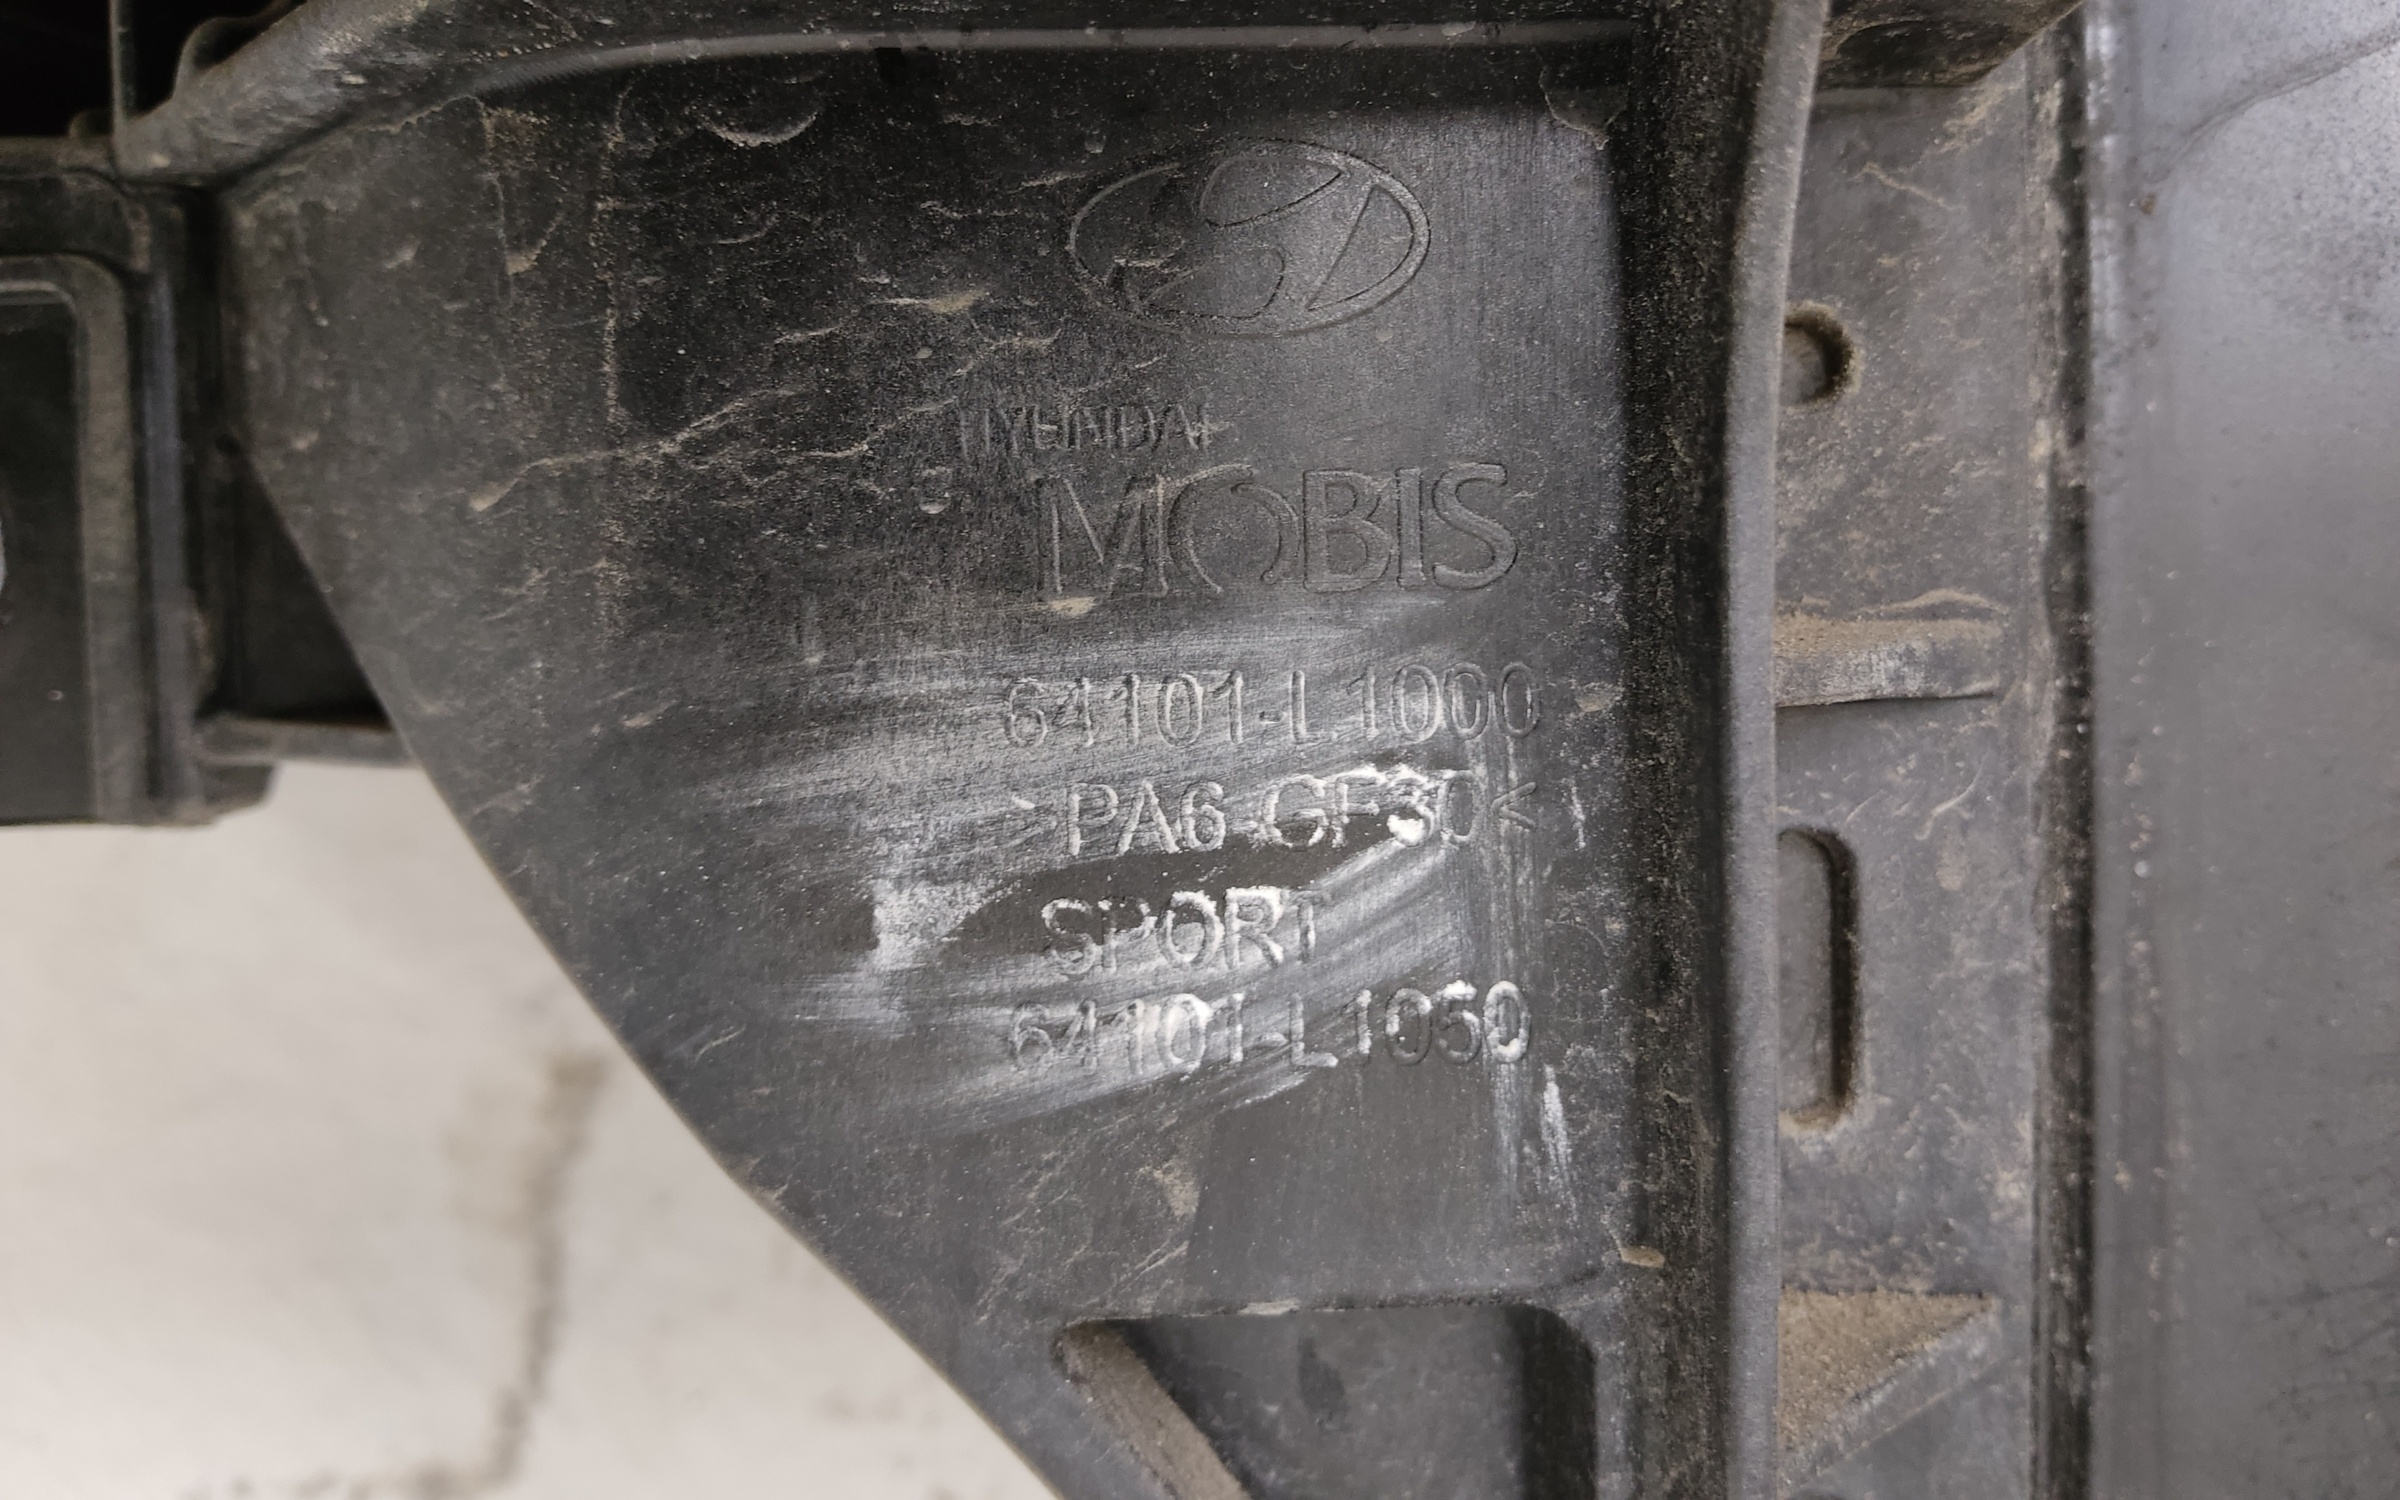 HYUNDAI
MOBIS
64101-L1000
>PA6-GF30<
SPORT
64101-L1050